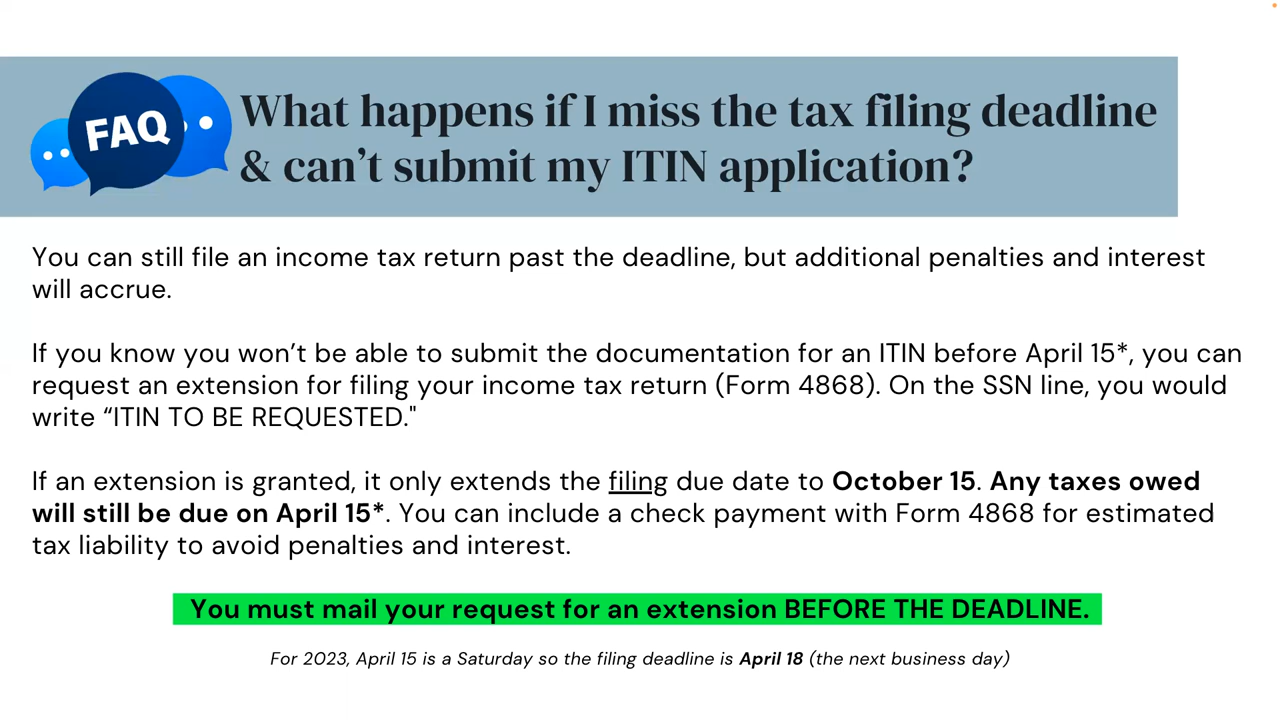 FAQ
What happens if I miss the tax filing deadline
& can’t submit my ITIN application?
You can still file an income tax return past the deadline, but additional penalties and interest
will accrue.
If you know you won’t be able to submit the documentation for an ITIN before April 15*, you can
request an extension for filing your income tax return (Form 4868). On the SSN line, you would
write “ITIN TO BE REQUESTED."
If an extension is granted, it only extends the filing due date to October 15. Any taxes owed
will still be due on April 15*. You can include a check payment with Form 4868 for estimated
tax liability to avoid penalties and interest.
You must mail your request for an extension BEFORE THE DEADLINE.
For 2023, April 15 is a Saturday so the filing deadline is April 18 (the next business day)